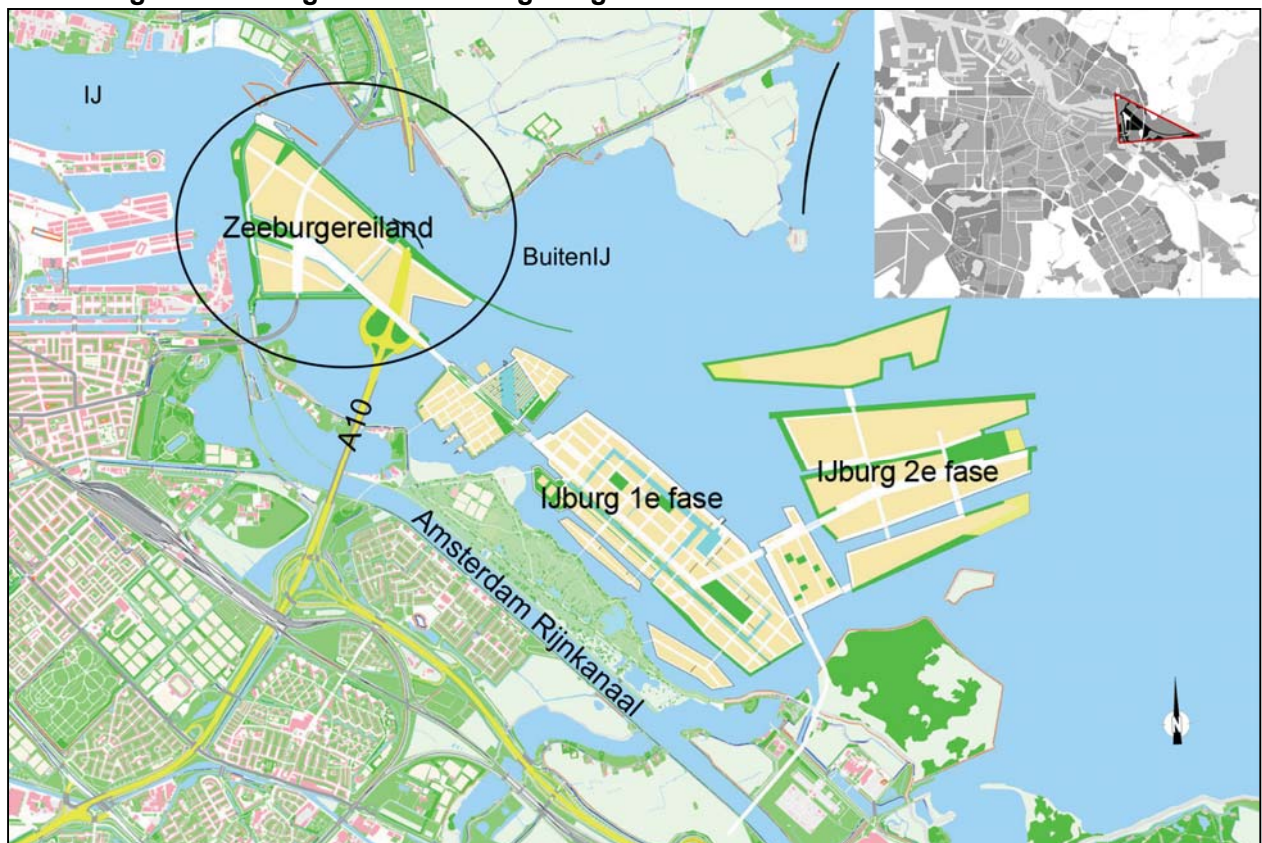 IJ
Zeeburgereiland
BuitenIJ
A10
IJburg 1e fase
IJburg 2e fase
Amsterdam Rijnkanaal
N